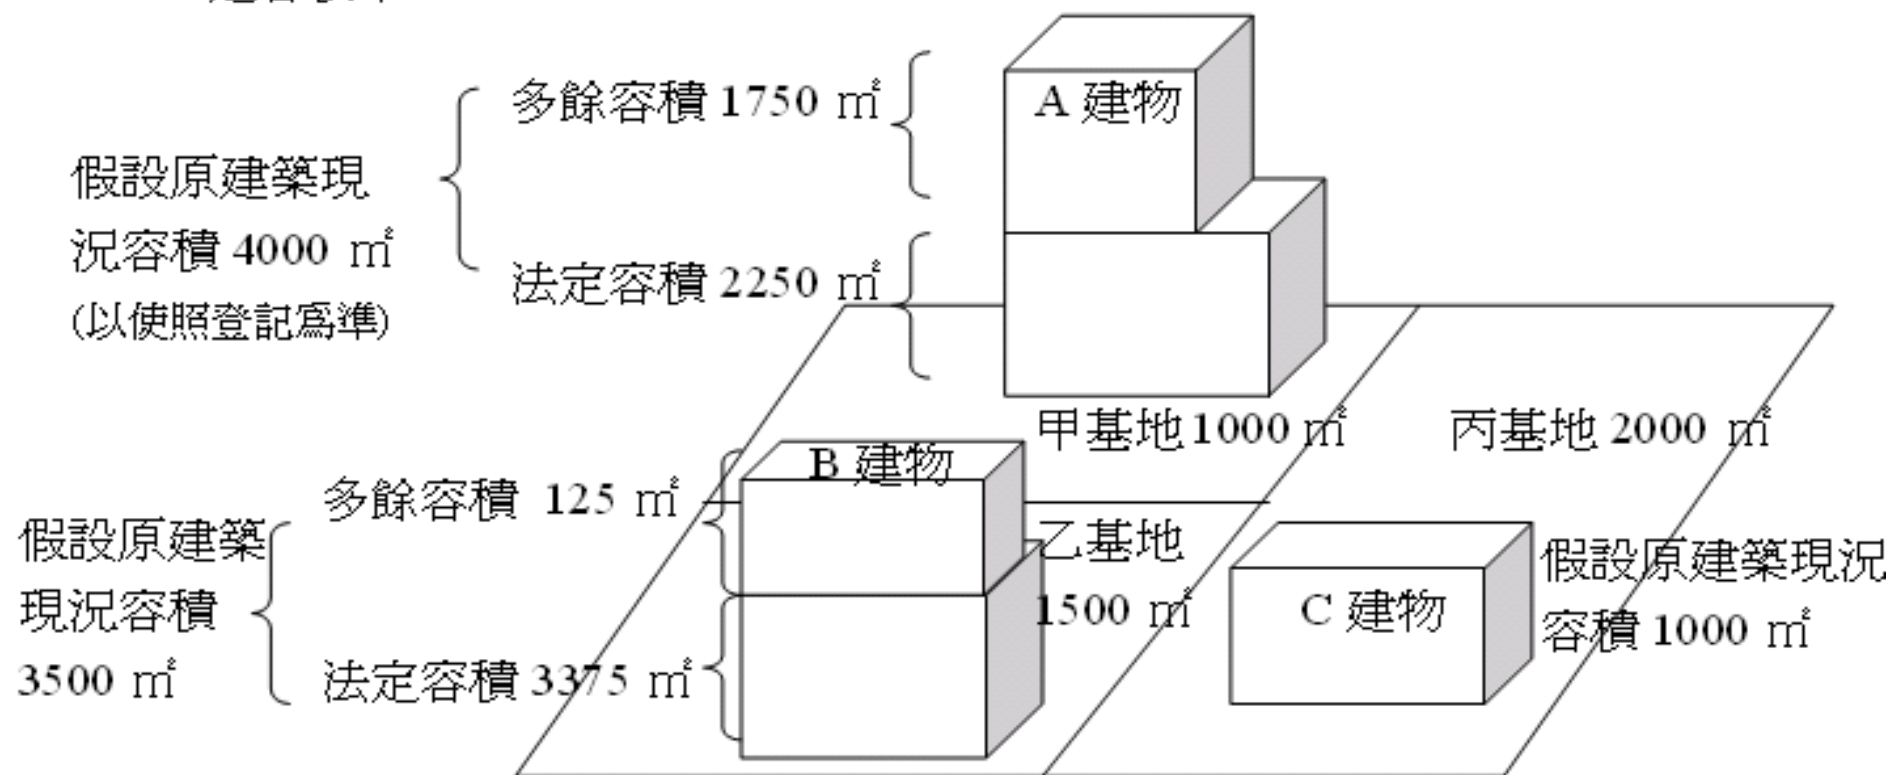 多餘容積 1750 ㎡
A 建物
假設原建築現
況容積 4000 ㎡
(以使照登記為準)
法定容積 2250 ㎡
甲基地 1000 ㎡
丙基地 2000 ㎡
B 建物
多餘容積 125 ㎡
假設原建築
現況容積
3500 ㎡
法定容積 3375 ㎡
乙基地
1500 ㎡
C 建物
假設原建築現況
容積 1000 ㎡